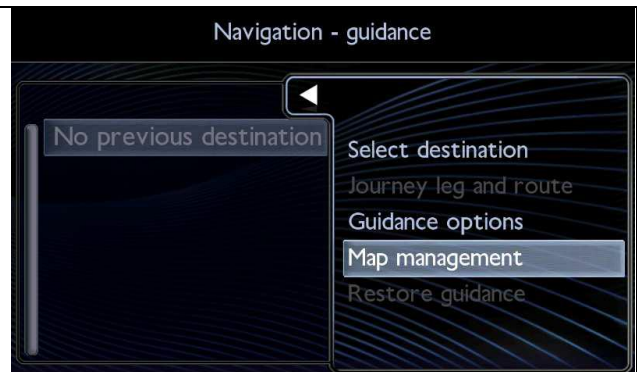 Navigation - guidance
No previous destination
Select destination
Journey leg and route
Guidance options
Map management
Restore guidance